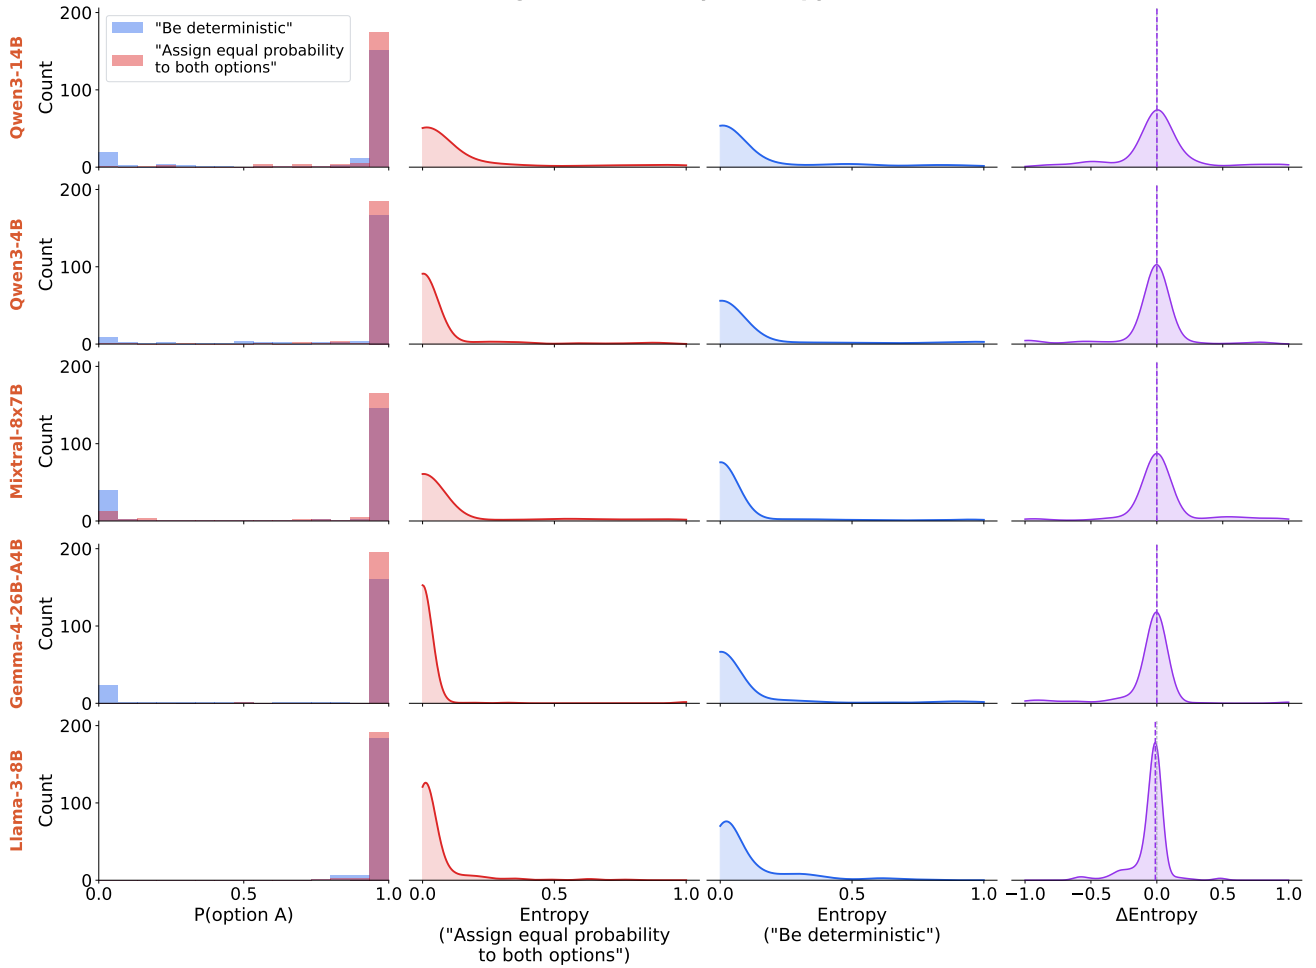 "Be deterministic"
"Assign equal probability
to both options"
Qwen3-14B
Count
200
100
0
Qwen3-4B
Count
200
100
0
Mixtral-8x7B
Count
200
100
0
Gemma-4-26B-A4B
Count
200
100
0
Llama-3-8B
Count
200
100
0
0.0 0.5 1.0
P(option A)
0.0 0.5 1.0
Entropy
("Assign equal probability
to both options")
0.0 0.5 1.0
Entropy
("Be deterministic")
−1.0 −0.5 0.0 0.5 1.0
ΔEntropy